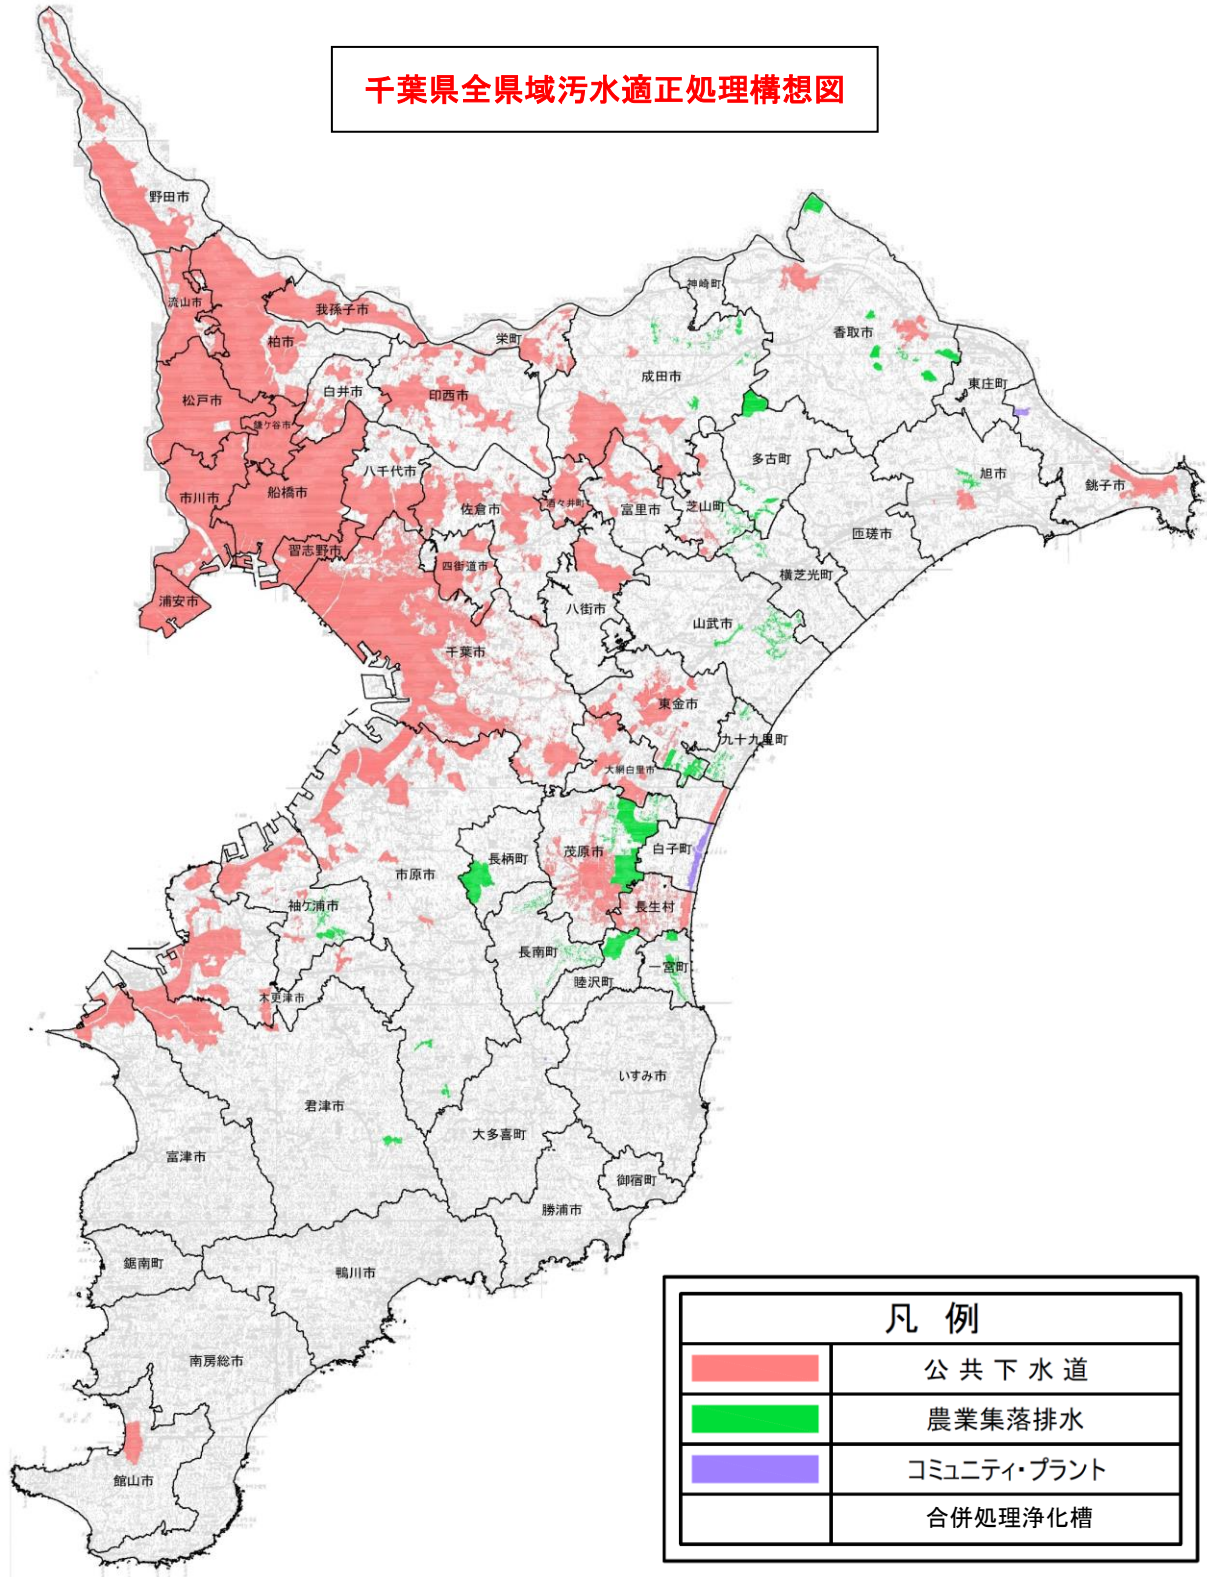 千葉県全県域汚水適正処理構想図
野田市
流山市
我孫子市
柏市
神崎町
栄町
香取市
成田市
東庄町
白井市
印西市
松戸市
鎌ケ谷市
八千代市
多古町
旭市
銚子市
市川市
船橋市
佐倉市
酒々井町
富里市
芝山町
匝瑳市
習志野市
四街道市
横芝光町
浦安市
八街市
山武市
千葉市
東金市
九十九里町
大網白里市
茂原市
白子町
長柄町
市原市
袖ケ浦市
長生村
長南町
一宮町
睦沢町
木更津市
いすみ市
君津市
大多喜町
富津市
御宿町
勝浦市
鋸南町
鴨川市
南房総市
館山市
凡 例
公共下水道
農業集落排水
コミュニティ・プラント
合併処理浄化槽